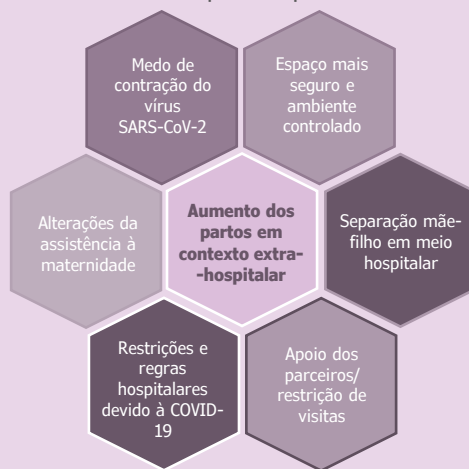 Medo de
contração do
vírus
SARS-CoV-2
Espaço mais
seguro e
ambiente
controlado
Alterações da
assistência à
maternidade
Aumento dos
partos em
contexto extra-
-hospitalar
Separação mãe-
filho em meio
hospitalar
Restrições e
regras
hospitalares
devido à COVID-
19
Apoio dos
parceiros/
restrição de
visitas